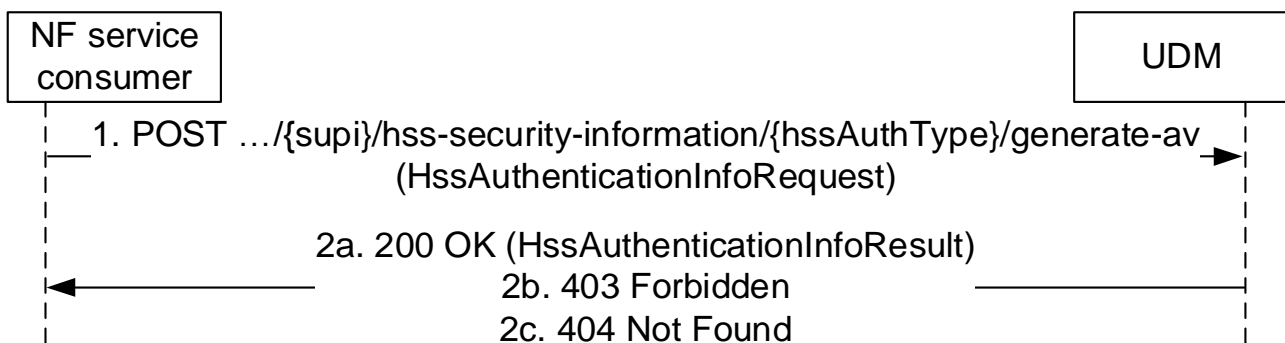 NF service
consumer
UDM
1. POST …/{supi}/hss-security-information/{hssAuthType}/generate-av
(HssAuthenticationInfoRequest)
2a. 200 OK (HssAuthenticationInfoResult)
2b. 403 Forbidden
2c. 404 Not Found